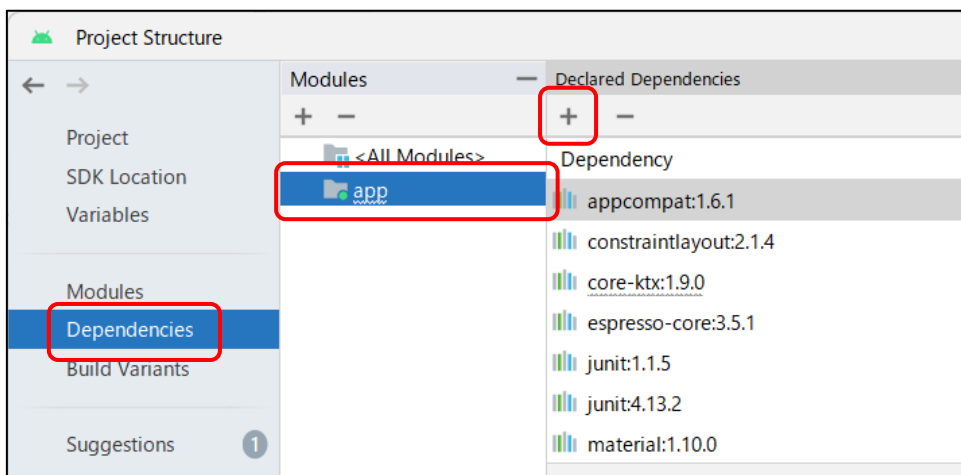 Project Structure
Project
SDK Location
Variables
Modules
Dependencies
Build Variants
Suggestions
1
Modules
<All Modules>
app
Declared Dependencies
Dependency
appcompat:1.6.1
constraintlayout:2.1.4
core-ktx:1.9.0
espresso-core:3.5.1
junit:1.1.5
junit:4.13.2
material:1.10.0